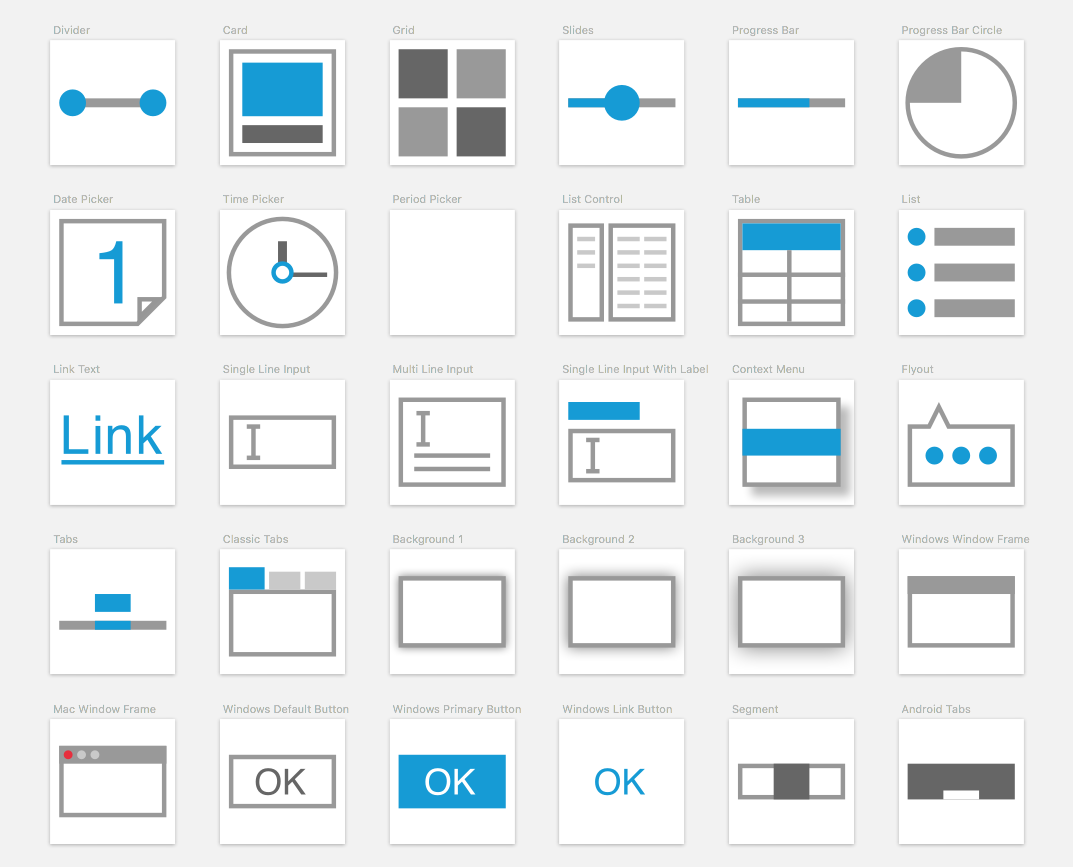 Divider
Card
Grid
Slides
Progress Bar
Progress Bar Circle
Date Picker
Time Picker
Period Picker
List Control
Table
List
1
Link Text
Single Line Input
Multi Line Input
Single Line Input With Label
Context Menu
Flyout
Link
Tabs
Classic Tabs
Background 1
Background 2
Background 3
Windows Window Frame
Mac Window Frame
Windows Default Button
Windows Primary Button
Windows Link Button
Segment
Android Tabs
OK
OK
OK